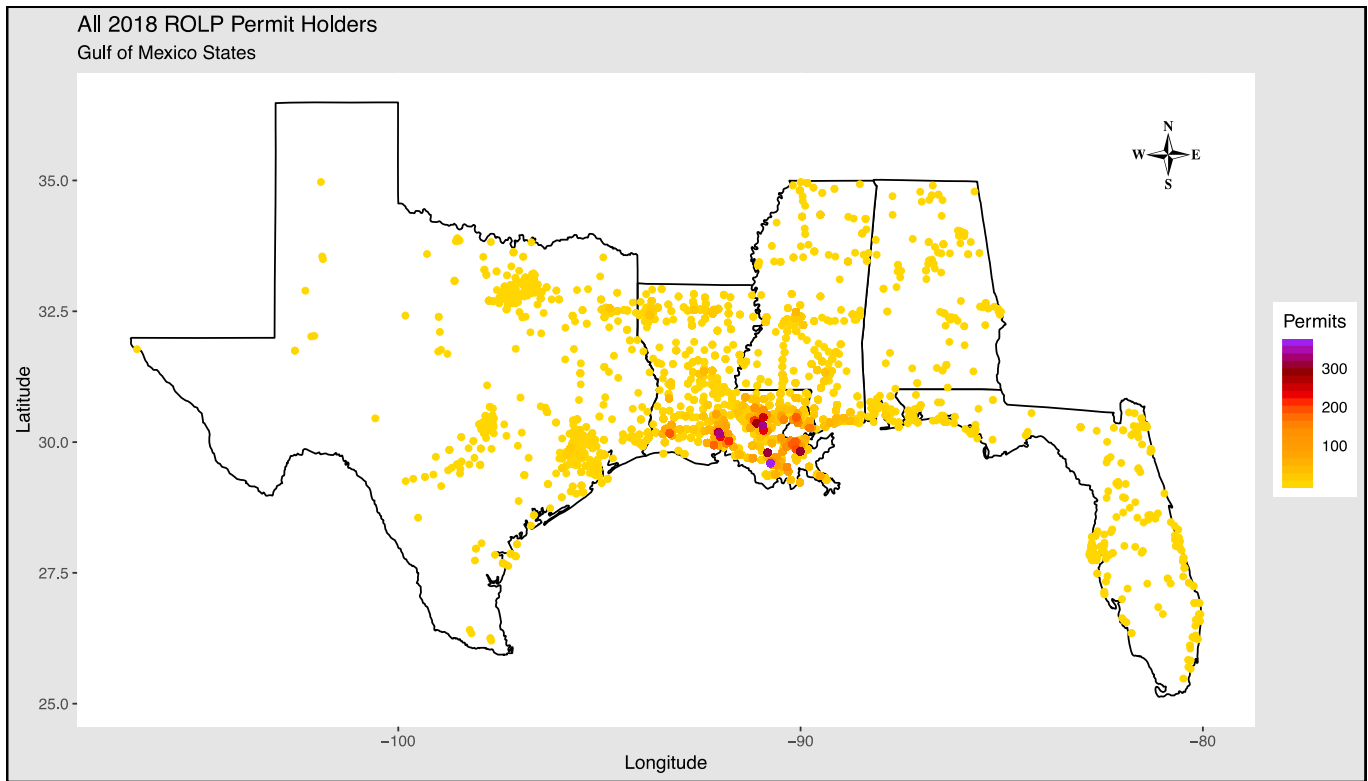 All 2018 ROLP Permit Holders
Gulf of Mexico States
N
W E
S
35.0
32.5
30.0
27.5
25.0
Latitude
−100
−90
−80
Longitude
Permits
300
200
100